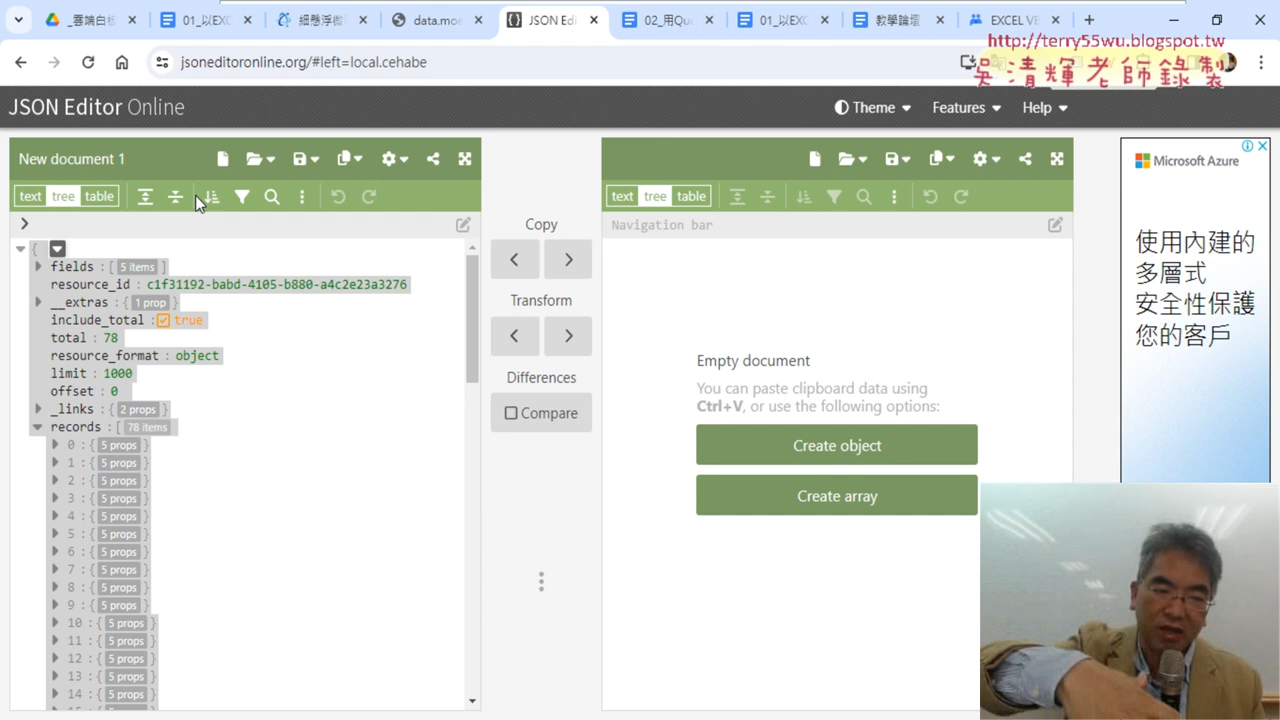 _雲端白板
01_以EXC
細懸浮微
data.moe
JSON Edi
02_用Que
01_以EXC
教學論壇
EXCEL VB
http://terry55wu.blogspot.tw
吳清輝老師錄製
jsoneditoronline.org/#left=local.cehabe
JSON Editor Online
Theme
Features
Help
New document 1
text
tree
table
fields : [ 5 items ]
resource_id : c1f31192-babd-4105-b880-a4c2e23a3276
__extras : { 1 prop }
include_total : true
total : 78
resource_format : object
limit : 1000
offset : 0
_links : { 2 props }
records : [ 78 items
0 : { 5 props }
1 : { 5 props }
2 : { 5 props }
3 : { 5 props }
4 : { 5 props }
5 : { 5 props }
6 : { 5 props }
7 : { 5 props }
8 : { 5 props }
9 : { 5 props }
10 : { 5 props }
11 : { 5 props }
12 : { 5 props }
13 : { 5 props }
14 : { 5 props }
Copy
Transform
Differences
Compare
text
tree
table
Navigation bar
Empty document
You can paste clipboard data using
Ctrl+V, or use the following options:
Create object
Create array
Microsoft Azure
使用內建的
多層式
安全性保護
您的客戶